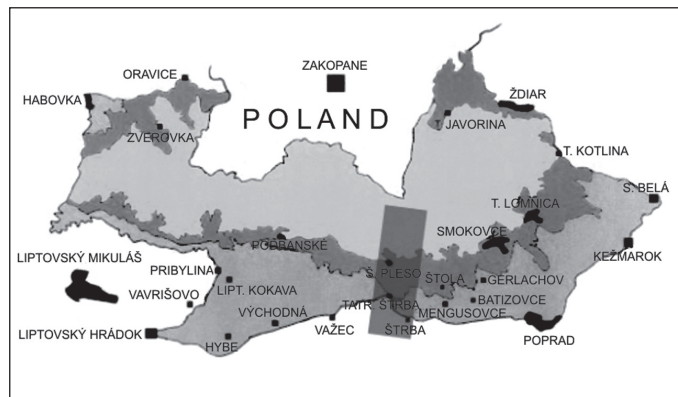 ORAVICE
ZAKOPANE
HABOVKA
ŽDIAR
POLAND
JAVORINA
ZVEROVKA
T. KOTLINA
S. BELÁ
T. LOMNICA
SMOKOVCE
PODBANSKÉ
KEŽMAROK
LIPTOVSKÝ MIKULÁŠ
PRIBYLINA
Š. PLESO
ŠTÔLA
GERLACHOV
LIPT. KOKAVA
VAVRIŠOVO
TATR. ŠTRBA
BATIZOVCE
MENGUSOVCE
VÝCHODNÁ
VAŽEC
ŠTRBA
LIPTOVSKÝ HRÁDOK
HYBE
POPRAD